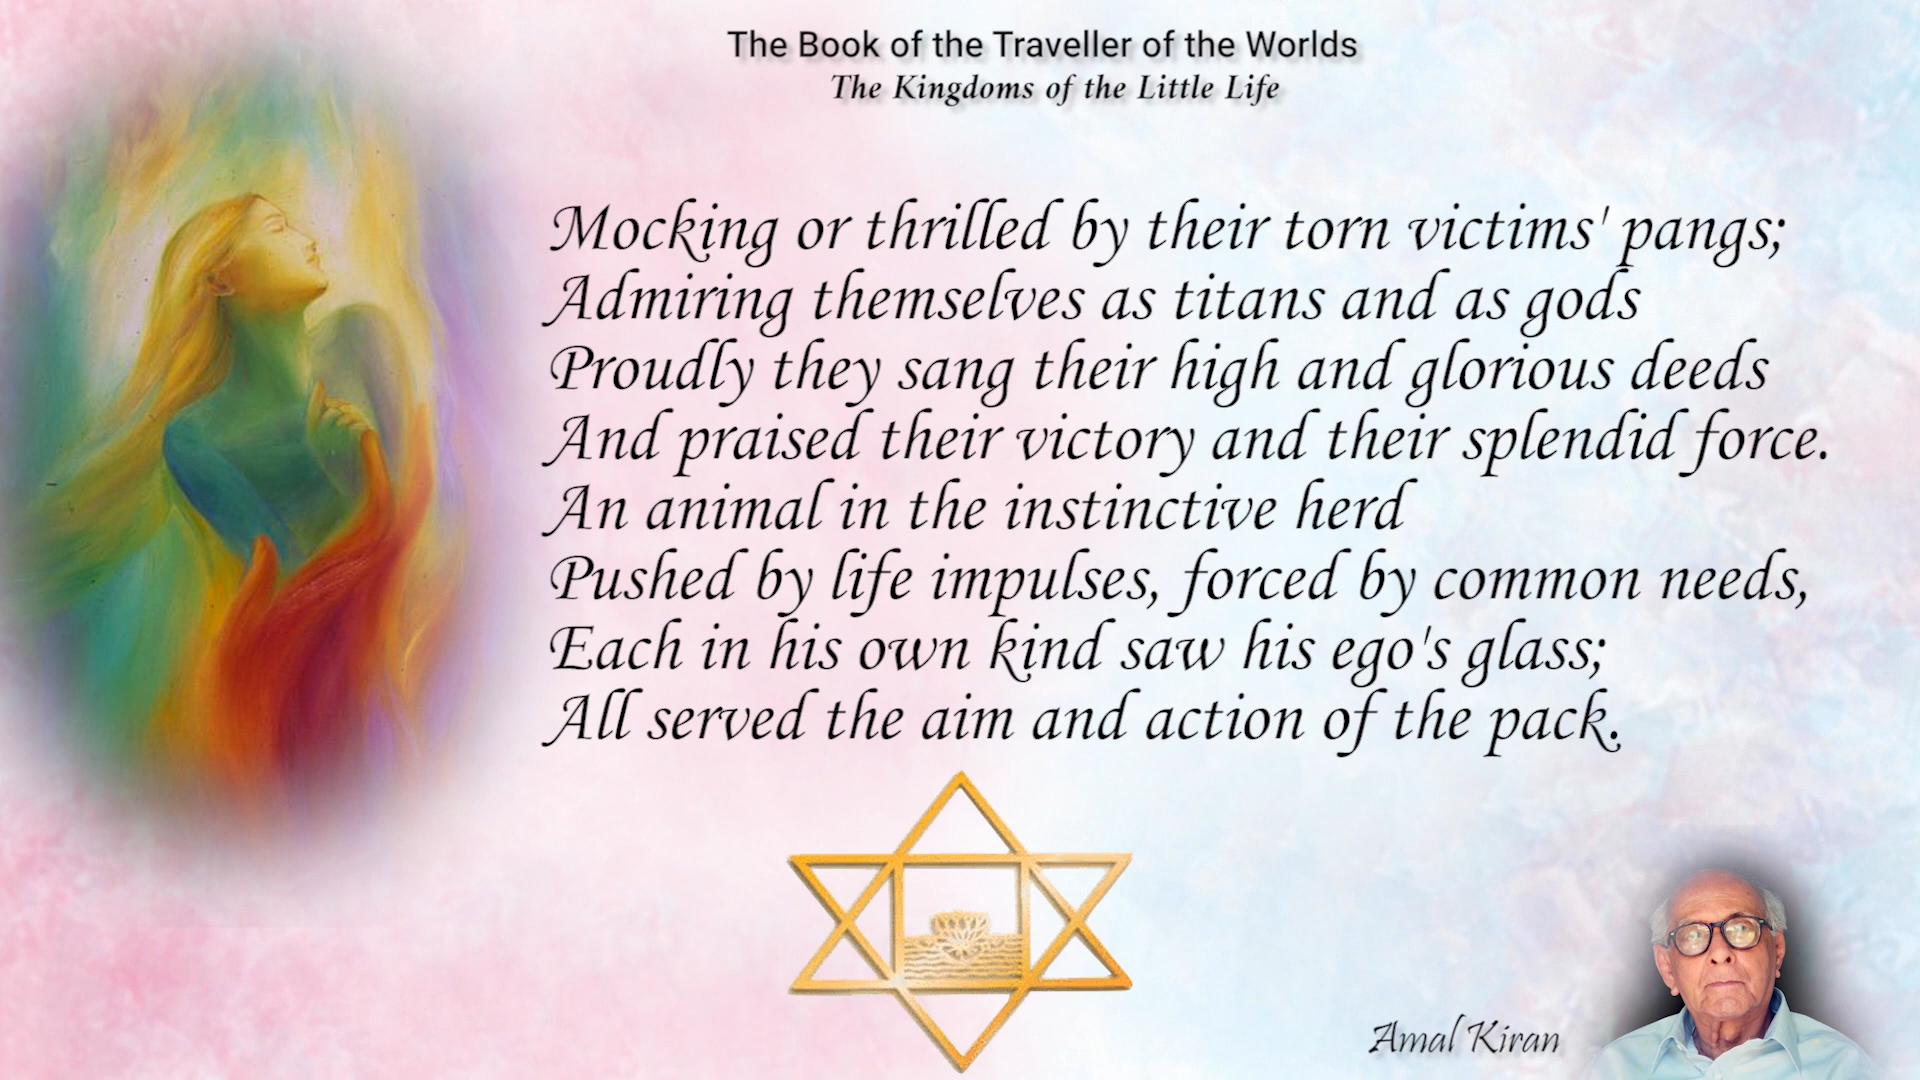 The Book of the Traveller of the Worlds
The Kingdoms of the Little Life
Mocking or thrilled by their torn victims' pangs;
Admiring themselves as titans and as gods
Proudly they sang their high and glorious deeds
And praised their victory and their splendid force.
An animal in the instinctive herd
Pushed by life impulses, forced by common needs,
Each in his own kind saw his ego's glass;
All served the aim and action of the pack.
Amal Kiran